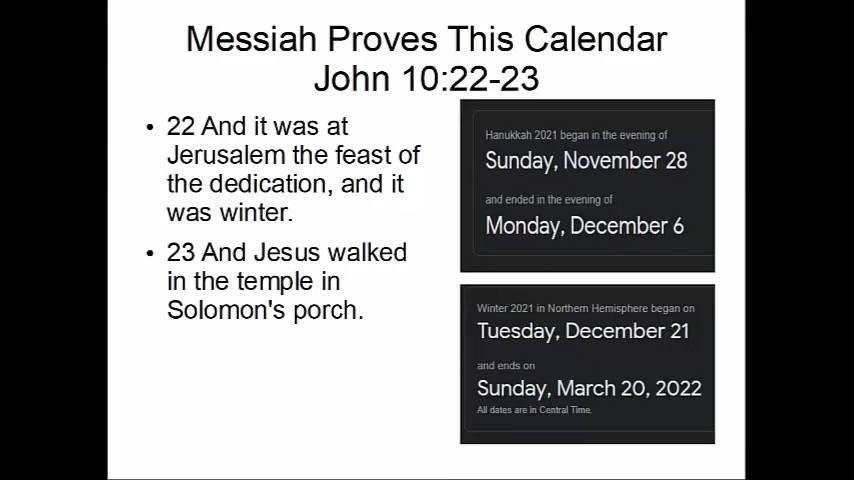 Messiah Proves This Calendar
John 10:22-23
• 22 And it was at
Jerusalem the feast of
the dedication, and it
was winter.
• 23 And Jesus walked
in the temple in
Solomon's porch.
Hanukkah 2021 began in the evening of
Sunday, November 28
and ended in the evening of
Monday, December 6
Winter 2021 in Northern Hemisphere began on
Tuesday, December 21
and ends on
Sunday, March 20, 2022
All dates are in Central Time.